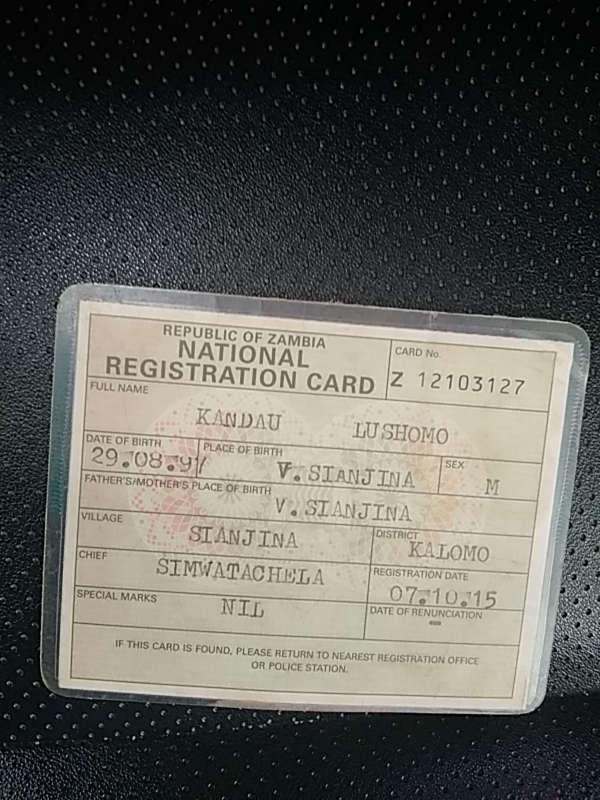 REPUBLIC OF ZAMBIA
NATIONAL
REGISTRATION CARD
CARD No.
Z 12103127
FULL NAME
KANDAU LUSHOMO
DATE OF BIRTH
29.08.97
PLACE OF BIRTH
V.SIANJINA
SEX
M
FATHER'S/MOTHER'S PLACE OF BIRTH
V.SIANJINA
VILLAGE
SIANJINA
DISTRICT
KALOMO
CHIEF
SIMWATACHELA
REGISTRATION DATE
07.10.15
SPECIAL MARKS
NIL
DATE OF RENUNCIATION
-
IF THIS CARD IS FOUND, PLEASE RETURN TO NEAREST REGISTRATION OFFICE
OR POLICE STATION.